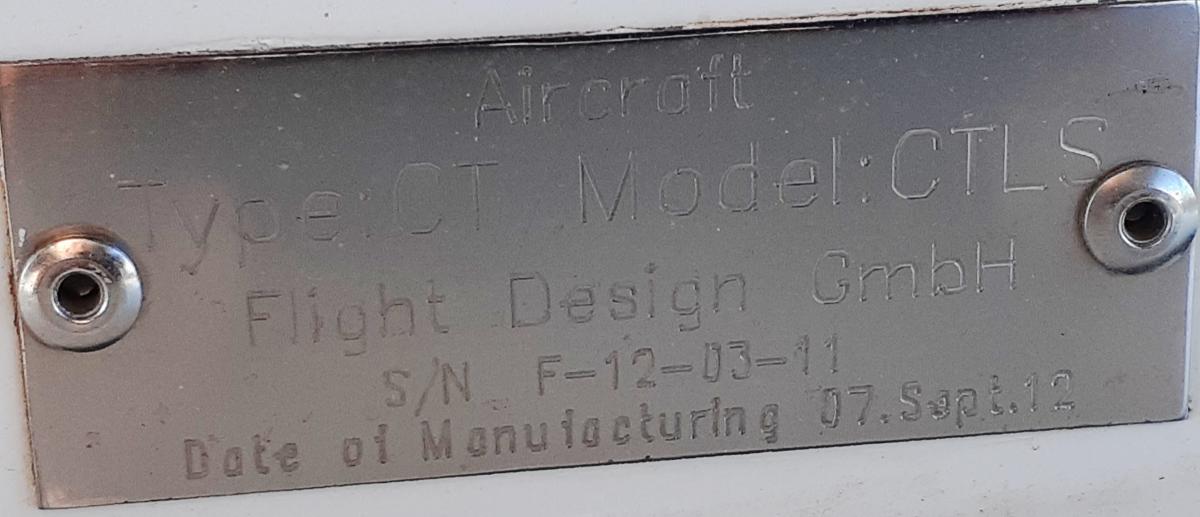 Aircraft
Type:CT Model:CTLS
Flight Design GmbH
S/N F-12-03-11
Date of Manufacturing 07.Sept.12